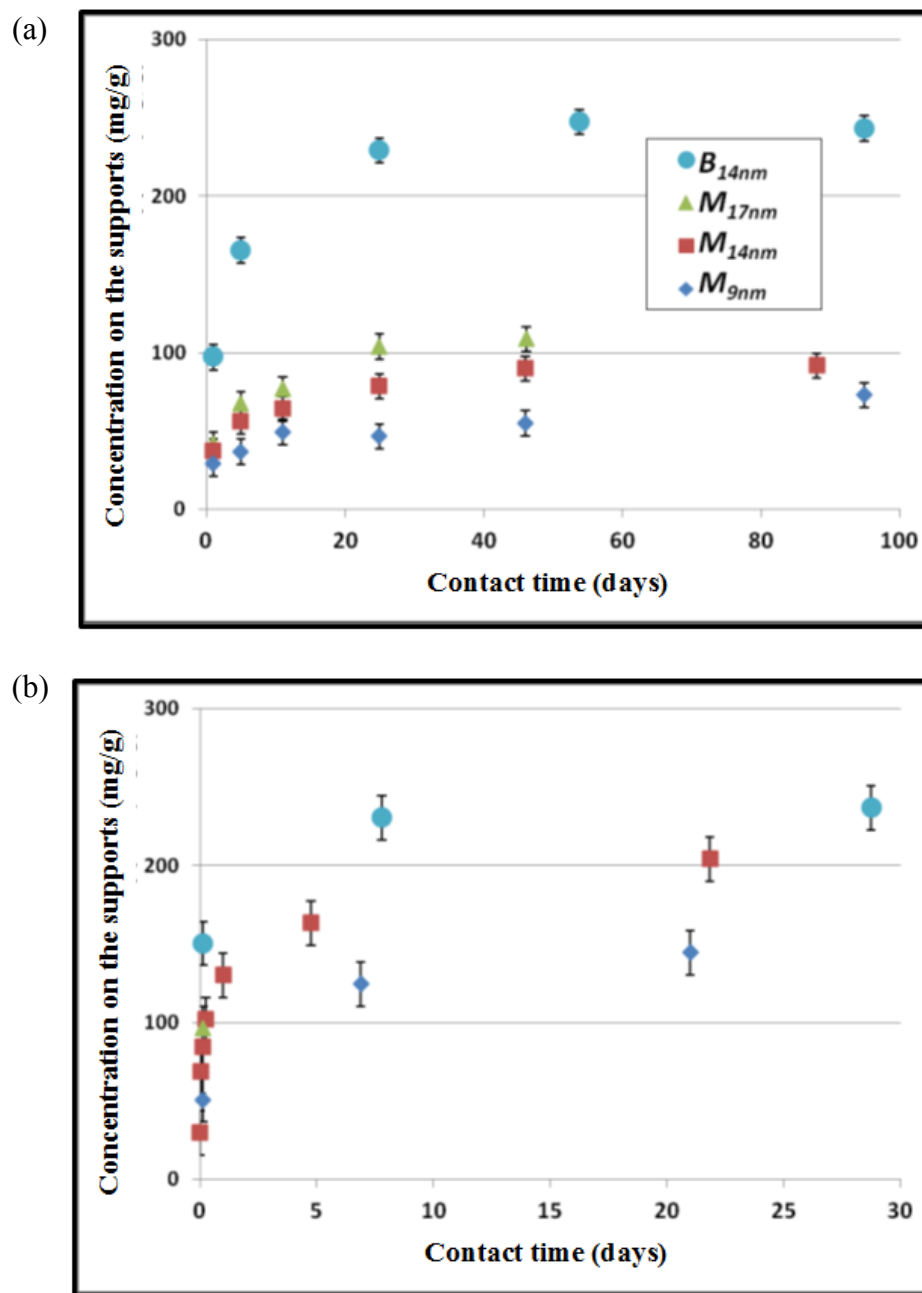 (a)
300
200
100
0
Concentration on the supports (mg/g)
B14nm
M17nm
M14nm
M9nm
0 20 40 60 80 100
Contact time (days)
(b)
300
200
100
0
Concentration on the supports (mg/g)
0 5 10 15 20 25 30
Contact time (days)